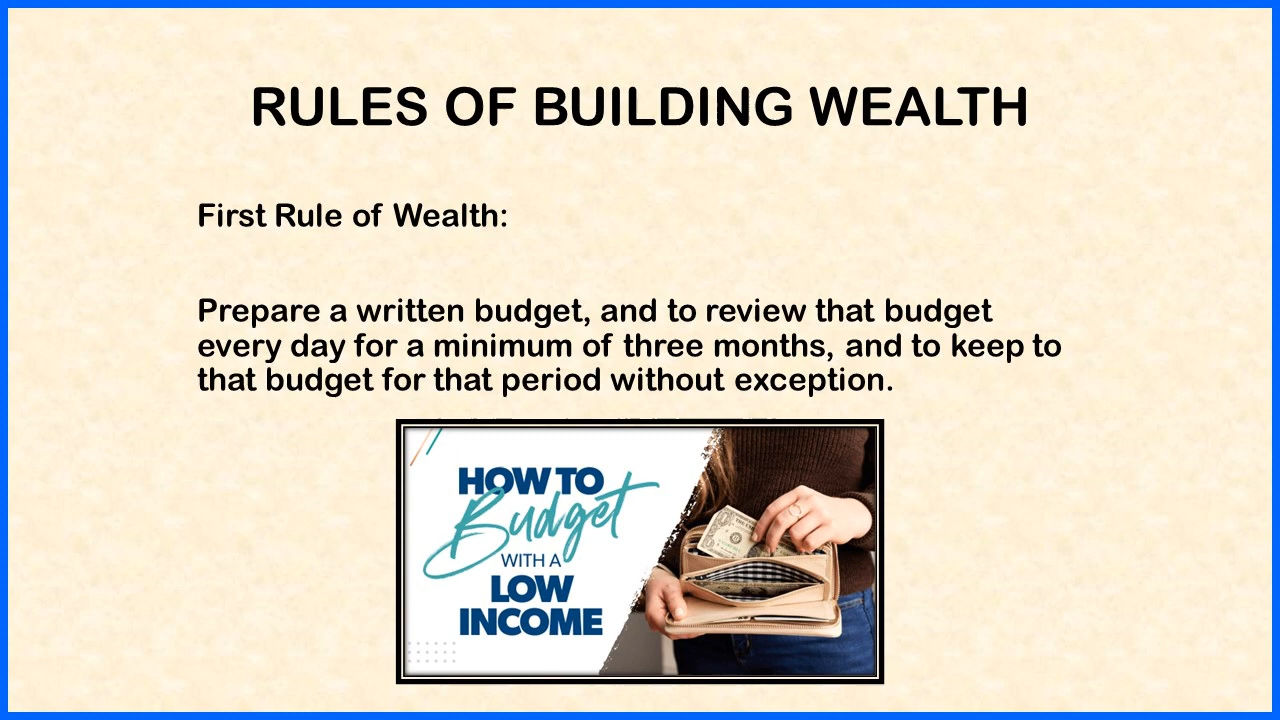 RULES OF BUILDING WEALTH
First Rule of Wealth:
Prepare a written budget, and to review that budget
every day for a minimum of three months, and to keep to
that budget for that period without exception.
HOW TO
Budget
WITH A
LOW
INCOME